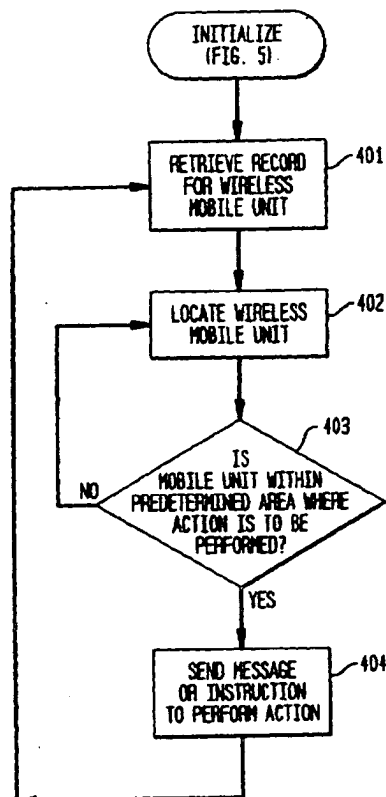 INITIALIZE
(FIG. 5)
401
RETRIEVE RECORD
FOR WIRELESS
MOBILE UNIT
402
LOCATE WIRELESS
MOBILE UNIT
403
IS
MOBILE UNIT WITHIN
PREDETERMINED AREA WHERE
ACTION IS TO BE
PERFORMED?
NO
YES
404
SEND MESSAGE
OR INSTRUCTION
TO PERFORM ACTION